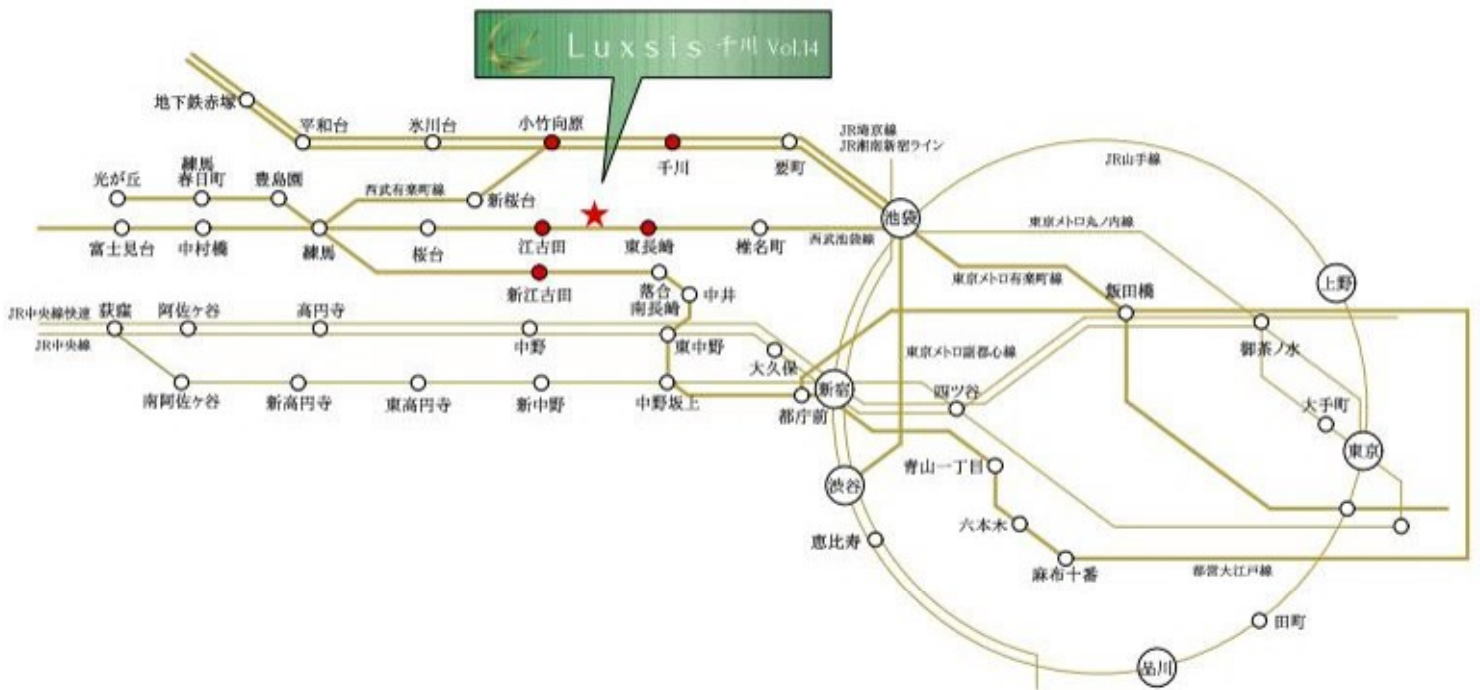 Luxsis 千川 Vol.14
地下鉄赤塚
平和台
氷川台
小竹向原
千川
要町
JR埼京線
JR湘南新宿ライン
JR山手線
光が丘
練馬
春日町
豊島園
西武有楽町線
新桜台
池袋
東京メトロ丸ノ内線
富士見台
中村橋
練馬
桜台
江古田
東長崎
椎名町
西武池袋線
東京メトロ有楽町線
上野
新江古田
落合
南長崎
中井
飯田橋
JR中央線快速
荻窪
阿佐ヶ谷
高円寺
中野
東中野
JR中央線
大久保
東京メトロ副都心線
御茶ノ水
南阿佐ヶ谷
新高円寺
東高円寺
新中野
中野坂上
都庁前
新宿
四ツ谷
大手町
東京
青山一丁目
渋谷
六本木
恵比寿
麻布十番
都営大江戸線
田町
品川